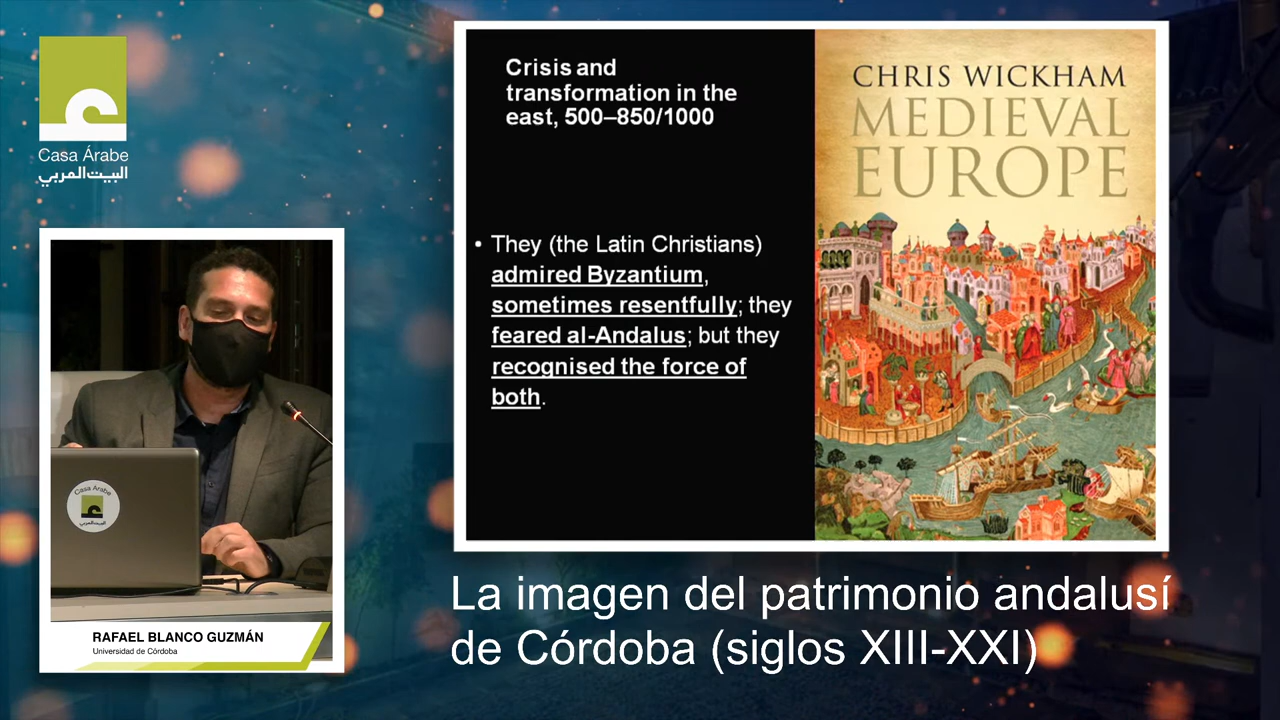 Casa Árabe
البيت العربي
Crisis and
transformation in the
east, 500–850/1000
• They (the Latin Christians)
admired Byzantium,
sometimes resentfully; they
feared al-Andalus; but they
recognised the force of
both.
CHRIS WICKHAM
MEDIEVAL
EUROPE
Casa Árabe
البيت العربي
RAFAEL BLANCO GUZMÁN
Universidad de Córdoba
La imagen del patrimonio andalusí
de Córdoba (siglos XIII-XXI)